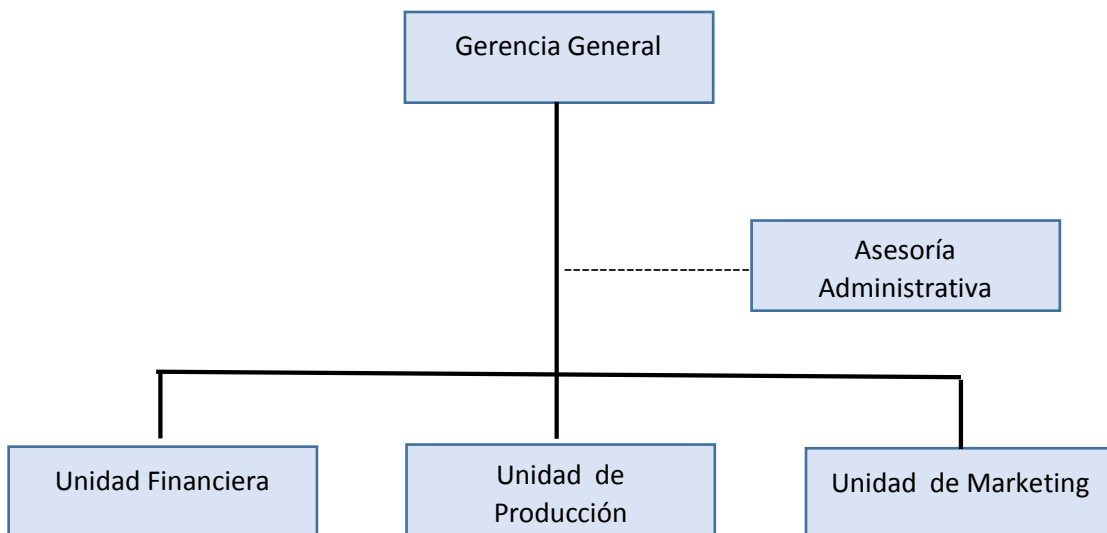 Gerencia General
Asesoría
Administrativa
Unidad Financiera
Unidad de
Producción
Unidad de Marketing